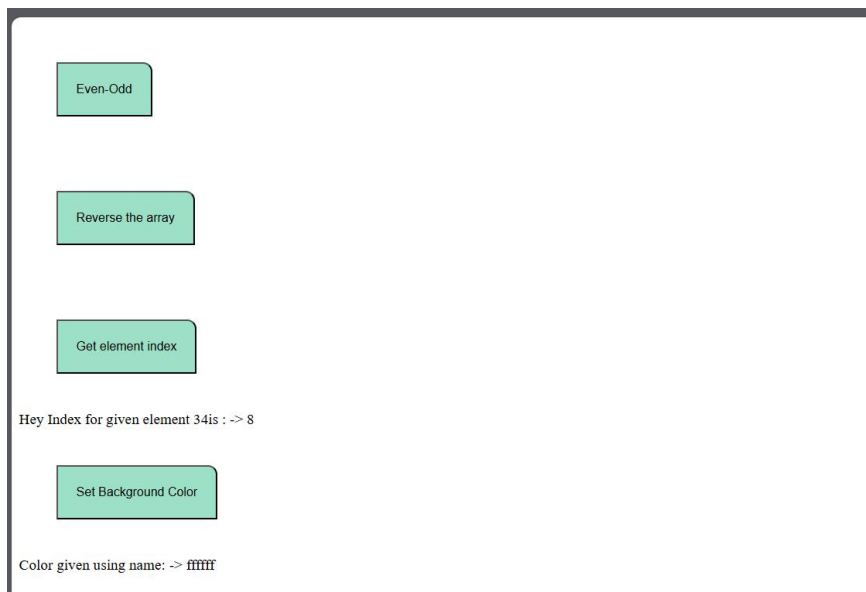 Even-Odd
Reverse the array
Get element index
Hey Index for given element 34is : -> 8
Set Background Color
Color given using name: -> ffffff